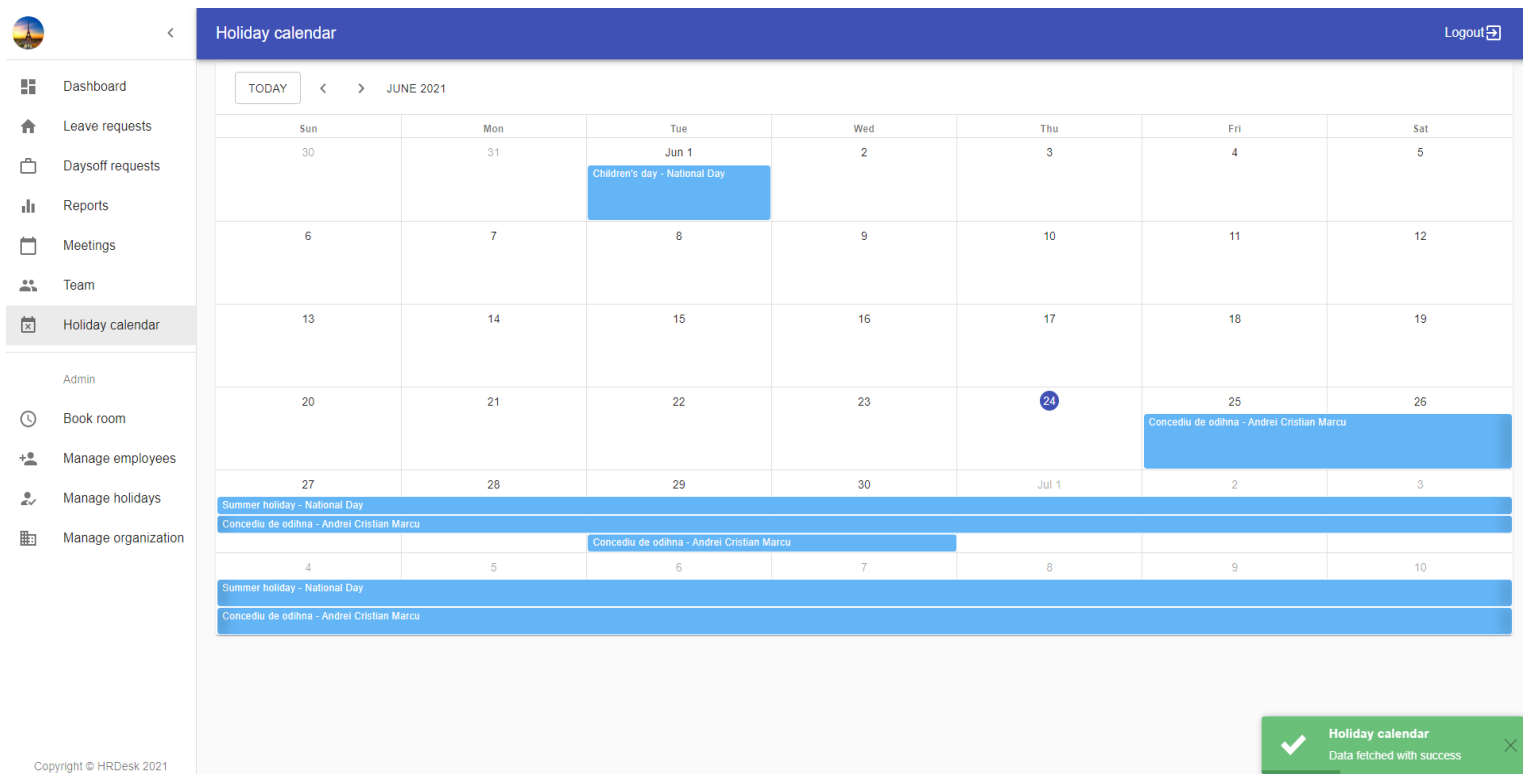 Holiday calendar
Logout
Dashboard
Leave requests
Daysoff requests
Reports
Meetings
Team
Holiday calendar
Admin
Book room
Manage employees
Manage holidays
Manage organization
Copyright © HRDesk 2021
TODAY JUNE 2021
Sun Mon Tue Wed Thu Fri Sat
30 31 Jun 1 2 3 4 5
Children's day - National Day
6 7 8 9 10 11 12
13 14 15 16 17 18 19
20 21 22 23 24 25 26
Concediu de odihna - Andrei Cristian Marcu
27 28 29 30 Jul 1 2 3
Summer holiday - National Day
Concediu de odihna - Andrei Cristian Marcu
Concediu de odihna - Andrei Cristian Marcu
4 5 6 7 8 9 10
Summer holiday - National Day
Concediu de odihna - Andrei Cristian Marcu
Holiday calendar
Data fetched with success